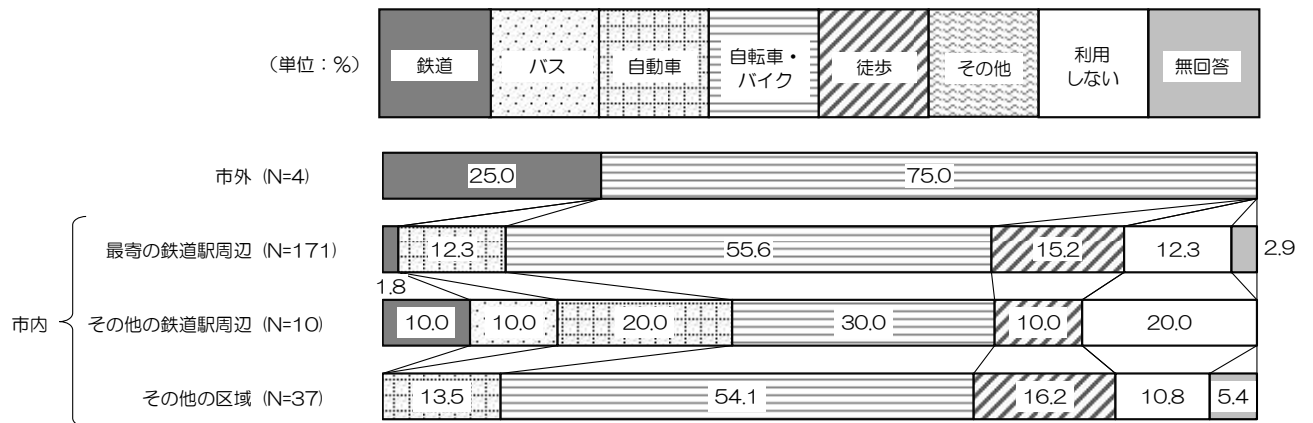 (単位:%)
鉄道
バス
自動車
自転車・
バイク
徒歩
その他
利用
しない
無回答
市外 (N=4)
25.0
75.0
市内
最寄の鉄道駅周辺 (N=171)
1.8
12.3
55.6
15.2
12.3
2.9
その他の鉄道駅周辺 (N=10)
10.0
10.0
20.0
30.0
10.0
20.0
その他の区域 (N=37)
13.5
54.1
16.2
10.8
5.4